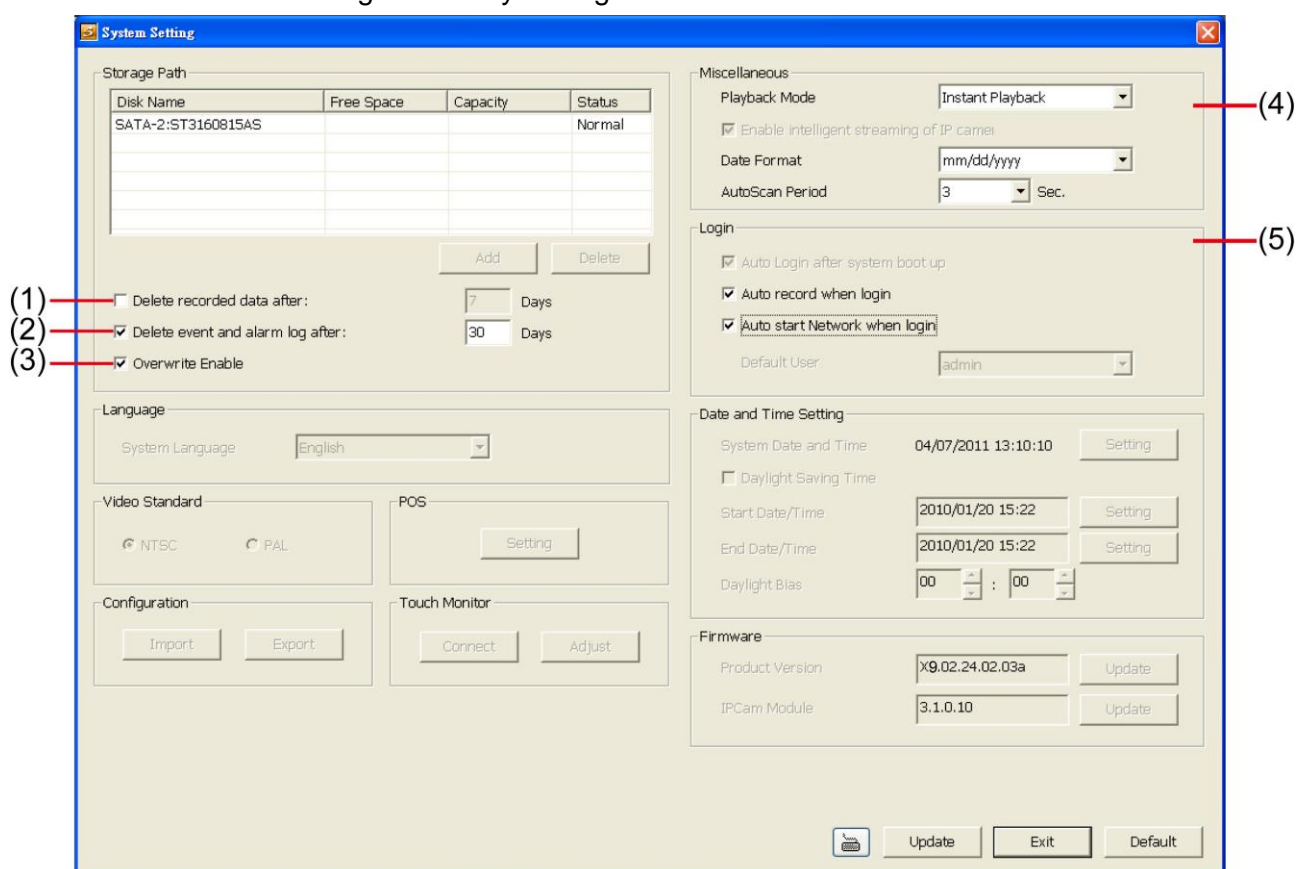 System Setting
Storage Path
Disk Name Free Space Capacity Status
SATA-2:ST3160815AS Normal
Add Delete
(1) Delete recorded data after: 7 Days
(2) Delete event and alarm log after: 30 Days
(3) Overwrite Enable
Language
System Language English
Video Standard
NTSC PAL
POS
Setting
Configuration
Import Export
Touch Monitor
Connect Adjust
Miscellaneous
Playback Mode Instant Playback (4)
Enable intelligent streaming of IP camer
Date Format mm/dd/yyyy
AutoScan Period 3 Sec.
Login (5)
Auto Login after system boot up
Auto record when login
Auto start Network when login
Default User admin
Date and Time Setting
System Date and Time 04/07/2011 13:10:10 Setting
Daylight Saving Time
Start Date/Time 2010/01/20 15:22 Setting
End Date/Time 2010/01/20 15:22 Setting
Daylight Bias 00 : 00
Firmware
Product Version X9.02.24.02.03a Update
IPCam Module 3.1.0.10 Update
Update Exit Default